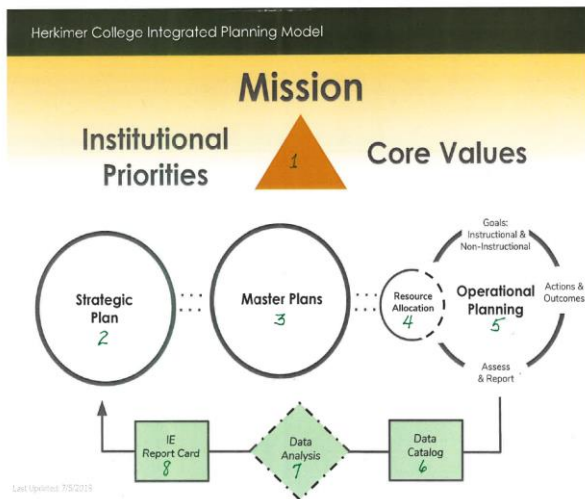 Herkimer College Integrated Planning Model
Mission
Institutional
Priorities
1
Core Values
Strategic
Plan
2
Master Plans
3
Resource
Allocation
4
Goals:
Instructional &
Non-Instructional
Operational
Planning
5
Actions &
Outcomes
Assess
& Report
IE
Report Card
8
Data
Analysis
7
Data
Catalog
6
Last Updated: 7/5/2019